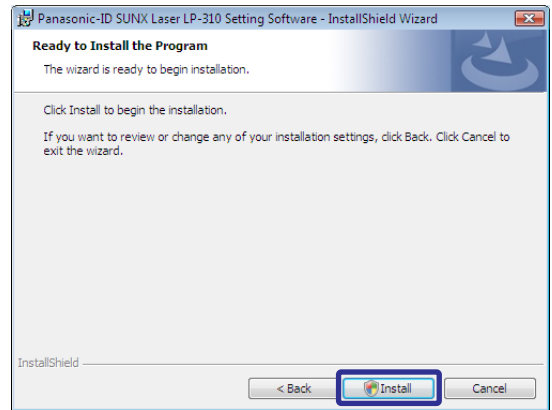 Panasonic-ID SUNX Laser LP-310 Setting Software - InstallShield Wizard
Ready to Install the Program
The wizard is ready to begin installation.
Click Install to begin the installation.
If you want to review or change any of your installation settings, click Back. Click Cancel to
exit the wizard.
InstallShield
< Back Install Cancel